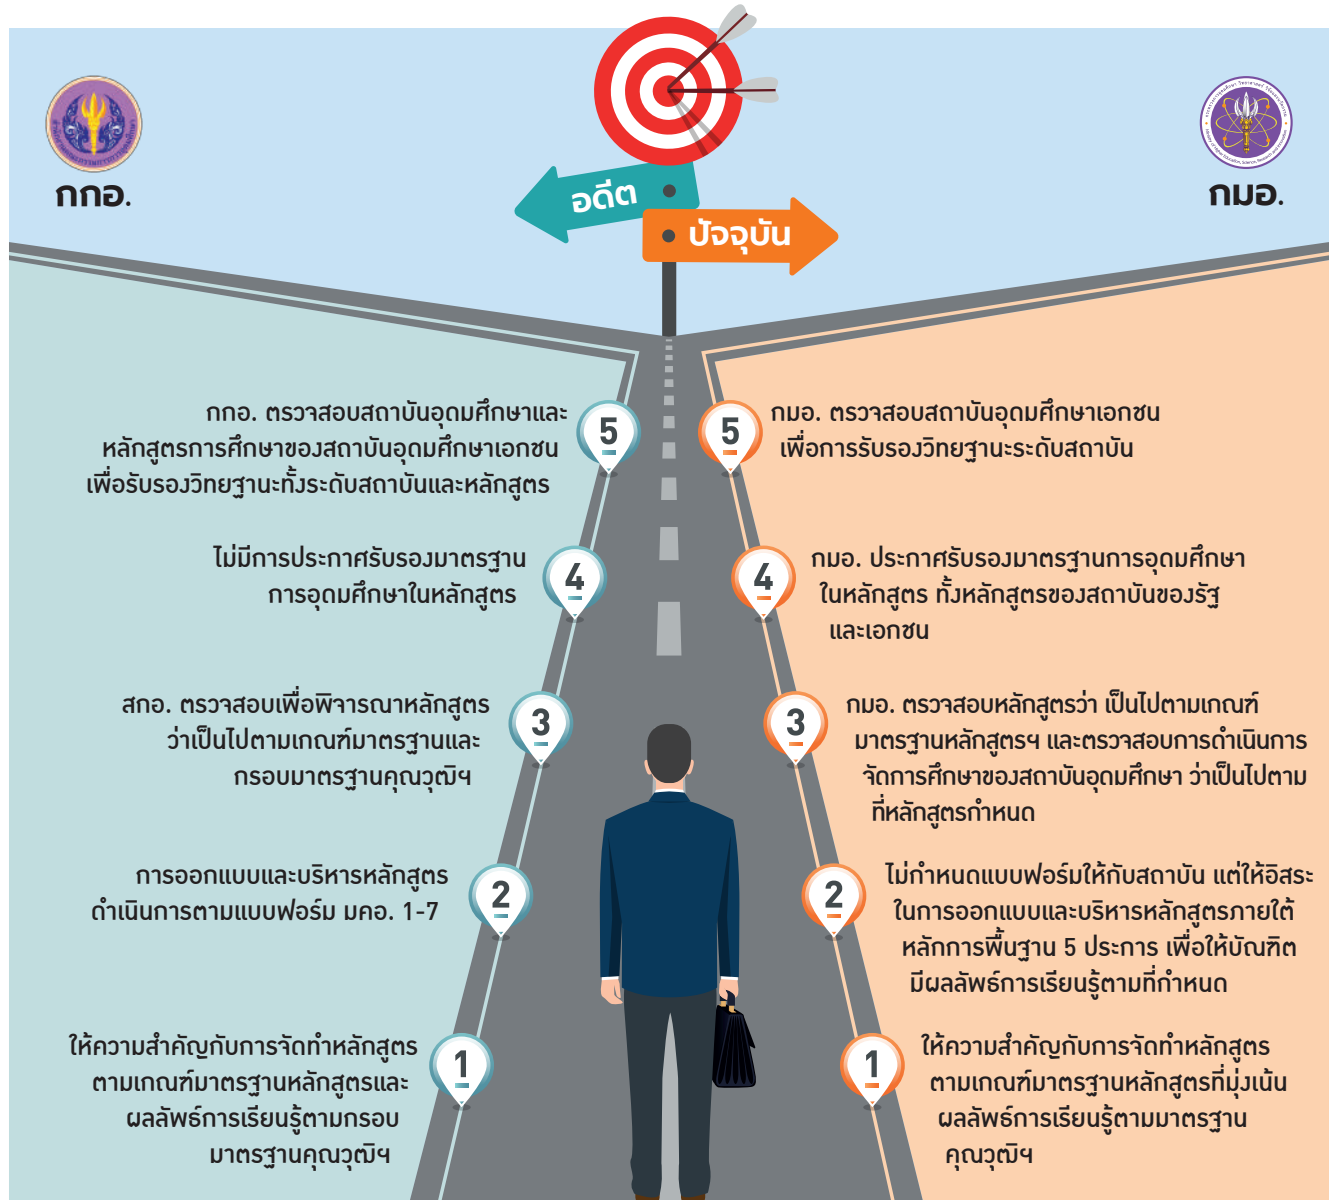 กกอ.
กมอ.
อดีต
ปัจจุบัน
กกอ. ตรวจสอบสถาบันอุดมศึกษาและ
หลักสูตรการศึกษาของสถาบันอุดมศึกษาเอกชน
เพื่อรับรองวิทยฐานะทั้งระดับสถาบันและหลักสูตร
5
5
กมอ. ตรวจสอบสถาบันอุดมศึกษาเอกชน
เพื่อการรับรองวิทยฐานะระดับสถาบัน
ไม่มีการประกาศรับรองมาตรฐาน
การอุดมศึกษาในหลักสูตร
4
4
กมอ. ประกาศรับรองมาตรฐานการอุดมศึกษา
ในหลักสูตร ทั้งหลักสูตรของสถาบันของรัฐ
และเอกชน
สกอ. ตรวจสอบเพื่อพิจารณาหลักสูตร
ว่าเป็นไปตามเกณฑ์มาตรฐานและ
กรอบมาตรฐานคุณวุฒิฯ
3
3
กมอ. ตรวจสอบหลักสูตรว่า เป็นไปตามเกณฑ์
มาตรฐานหลักสูตรฯ และตรวจสอบการดำเนินการ
จัดการศึกษาของสถาบันอุดมศึกษา ว่าเป็นไปตาม
ที่หลักสูตรกำหนด
การออกแบบและบริหารหลักสูตร
ดำเนินการตามแบบฟอร์ม มคอ. 1-7
2
2
ไม่กำหนดแบบฟอร์มให้กับสถาบัน แต่ให้อิสระ
ในการออกแบบและบริหารหลักสูตรภายใต้
หลักการพื้นฐาน 5 ประการ เพื่อให้บัณฑิต
มีผลลัพธ์การเรียนรู้ตามที่กำหนด
ให้ความสำคัญกับการจัดทำหลักสูตร
ตามเกณฑ์มาตรฐานหลักสูตรและ
ผลลัพธ์การเรียนรู้ตามกรอบ
มาตรฐานคุณวุฒิฯ
1
1
ให้ความสำคัญกับการจัดทำหลักสูตร
ตามเกณฑ์มาตรฐานหลักสูตรที่มุ่งเน้น
ผลลัพธ์การเรียนรู้ตามมาตรฐาน
คุณวุฒิฯ